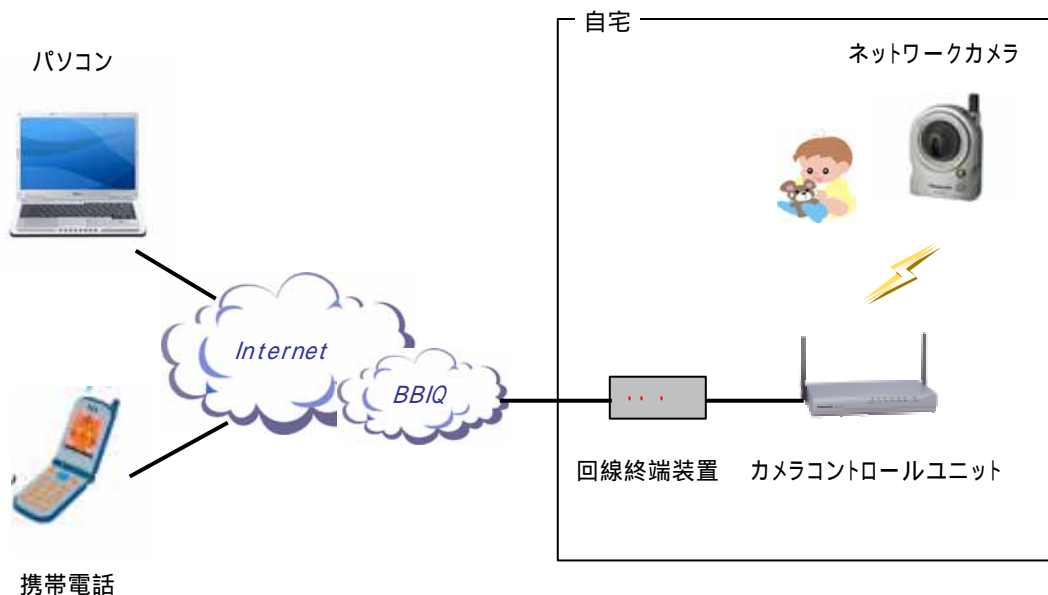 自宅
パソコン
ネットワークカメラ
Internet
BBIQ
回線終端装置
カメラコントロールユニット
携帯電話